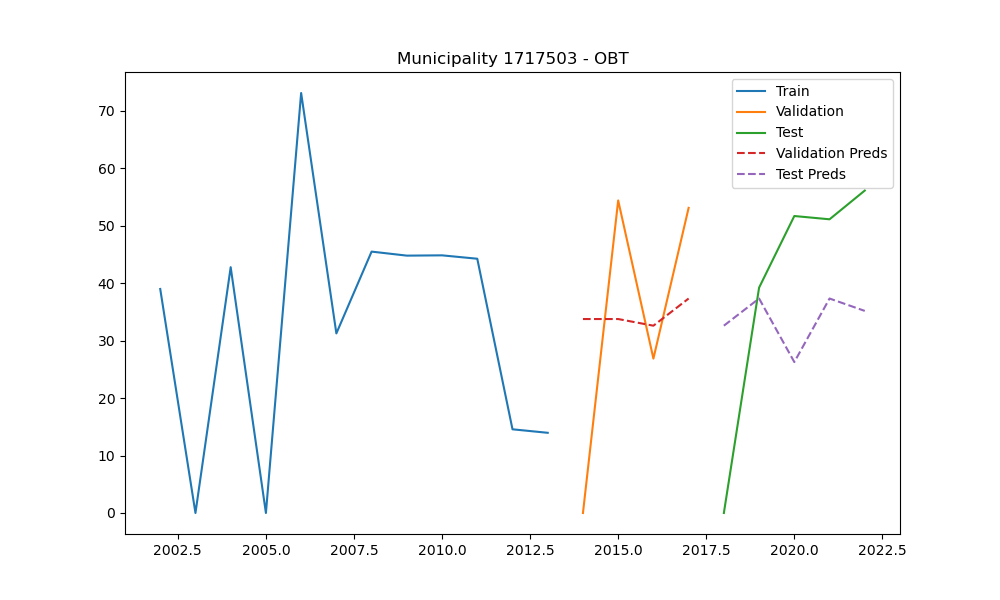 Municipality 1717503 - OBT
Train
Validation
Test
Validation Preds
Test Preds
70
60
50
40
30
20
10
0
2002.5 2005.0 2007.5 2010.0 2012.5 2015.0 2017.5 2020.0 2022.5